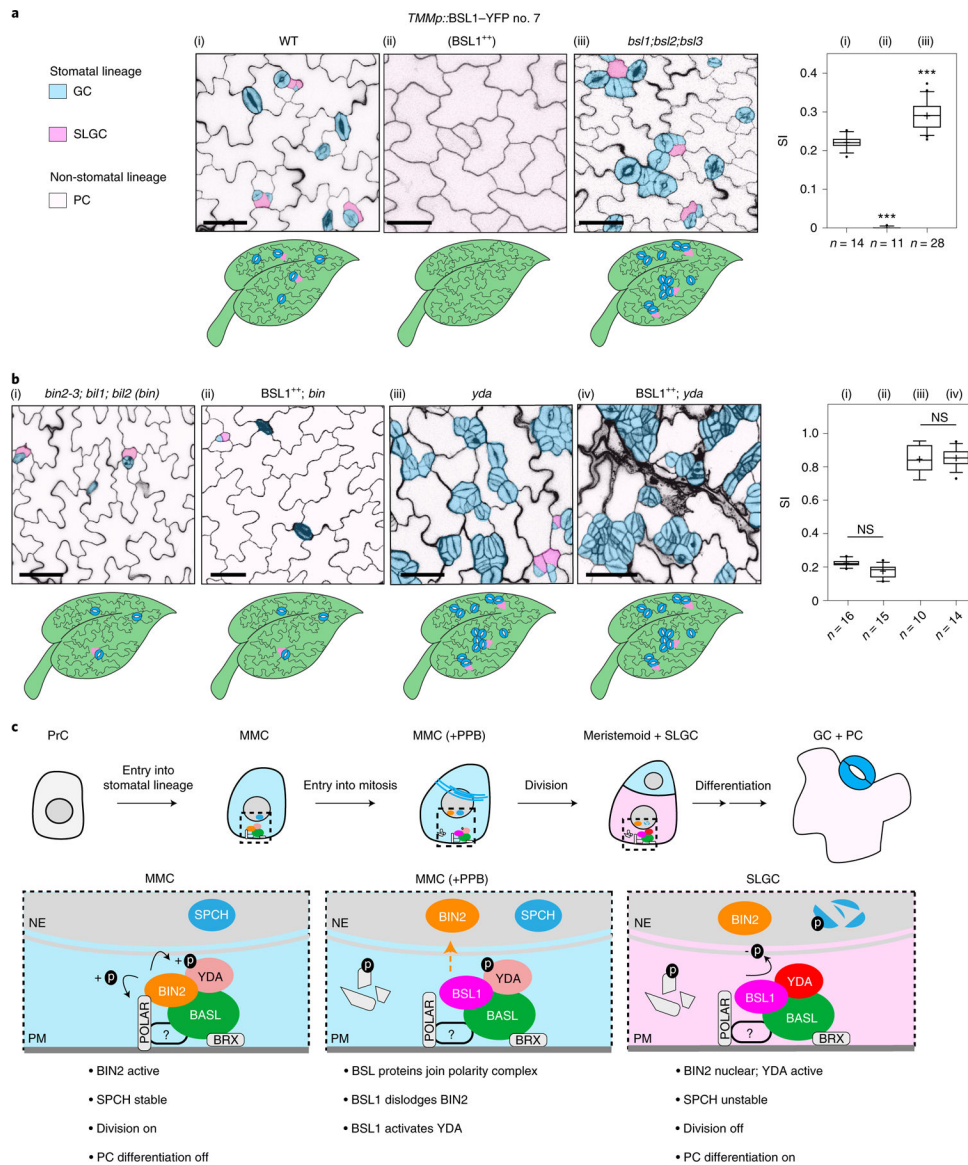 a
TMMp::BSL1–YFP no. 7
(i)
(ii)
(iii)
WT
(BSL1++)
bsl1;bsl2;bsl3
Stomatal lineage
GC
SLGC
Non-stomatal lineage
PC
(i)
(ii)
(iii)
***
***
0.4
0.3
0.2
0.1
0
SI
n = 14
n = 11
n = 28
b
(i)
bin2-3; bil1; bil2 (bin)
(ii)
BSL1++; bin
(iii)
yda
(iv)
BSL1++; yda
(i)
(ii)
(iii)
(iv)
NS
NS
1.0
0.8
0.6
0.4
0.2
0
SI
n = 16
n = 15
n = 10
n = 14
c
PrC
MMC
MMC (+PPB)
Meristemoid + SLGC
GC + PC
Entry into
stomatal lineage
Entry into mitosis
Division
Differentiation
MMC
NE
SPCH
+ p
+ p
YDA
BIN2
BASL
POLAR
?
BRX
PM
MMC (+PPB)
NE
BIN2
SPCH
p
p
YDA
BSL1
BASL
POLAR
?
BRX
PM
SLGC
NE
BIN2
p
- p
p
YDA
BSL1
BASL
POLAR
?
BRX
PM
• BIN2 active
• SPCH stable
• Division on
• PC differentiation off
• BSL proteins join polarity complex
• BSL1 dislodges BIN2
• BSL1 activates YDA
• BIN2 nuclear; YDA active
• SPCH unstable
• Division off
• PC differentiation on